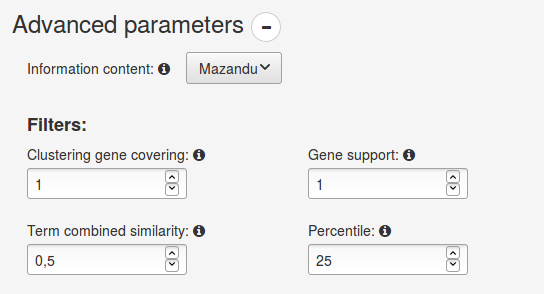 Advanced parameters
Information content: Mazandu
Filters:
Clustering gene covering: Gene support:
1 1
Term combined similarity: Percentile:
0,5 25